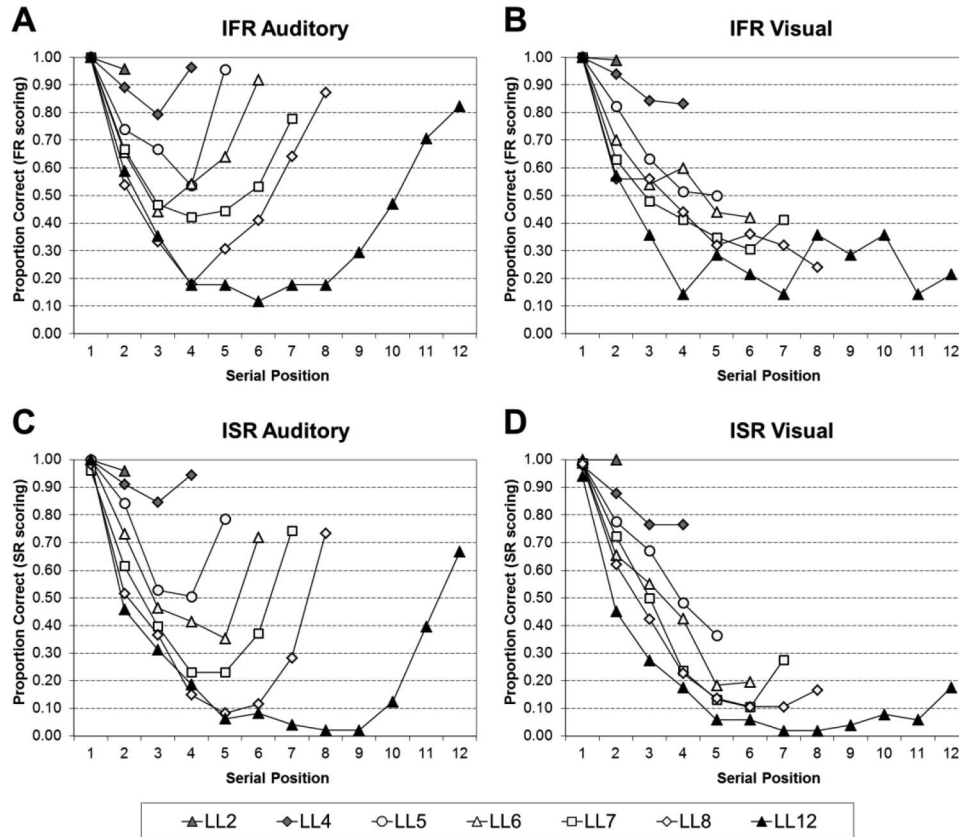 A
IFR Auditory
Proportion Correct (FR scoring)
1.00
0.90
0.80
0.70
0.60
0.50
0.40
0.30
0.20
0.10
0.00
1 2 3 4 5 6 7 8 9 10 11 12
Serial Position
B
IFR Visual
Proportion Correct (FR scoring)
1.00
0.90
0.80
0.70
0.60
0.50
0.40
0.30
0.20
0.10
0.00
1 2 3 4 5 6 7 8 9 10 11 12
Serial Position
C
ISR Auditory
Proportion Correct (SR scoring)
1.00
0.90
0.80
0.70
0.60
0.50
0.40
0.30
0.20
0.10
0.00
1 2 3 4 5 6 7 8 9 10 11 12
Serial Position
D
ISR Visual
Proportion Correct (SR scoring)
1.00
0.90
0.80
0.70
0.60
0.50
0.40
0.30
0.20
0.10
0.00
1 2 3 4 5 6 7 8 9 10 11 12
Serial Position
LL2 LL4 LL5 LL6 LL7 LL8 LL12